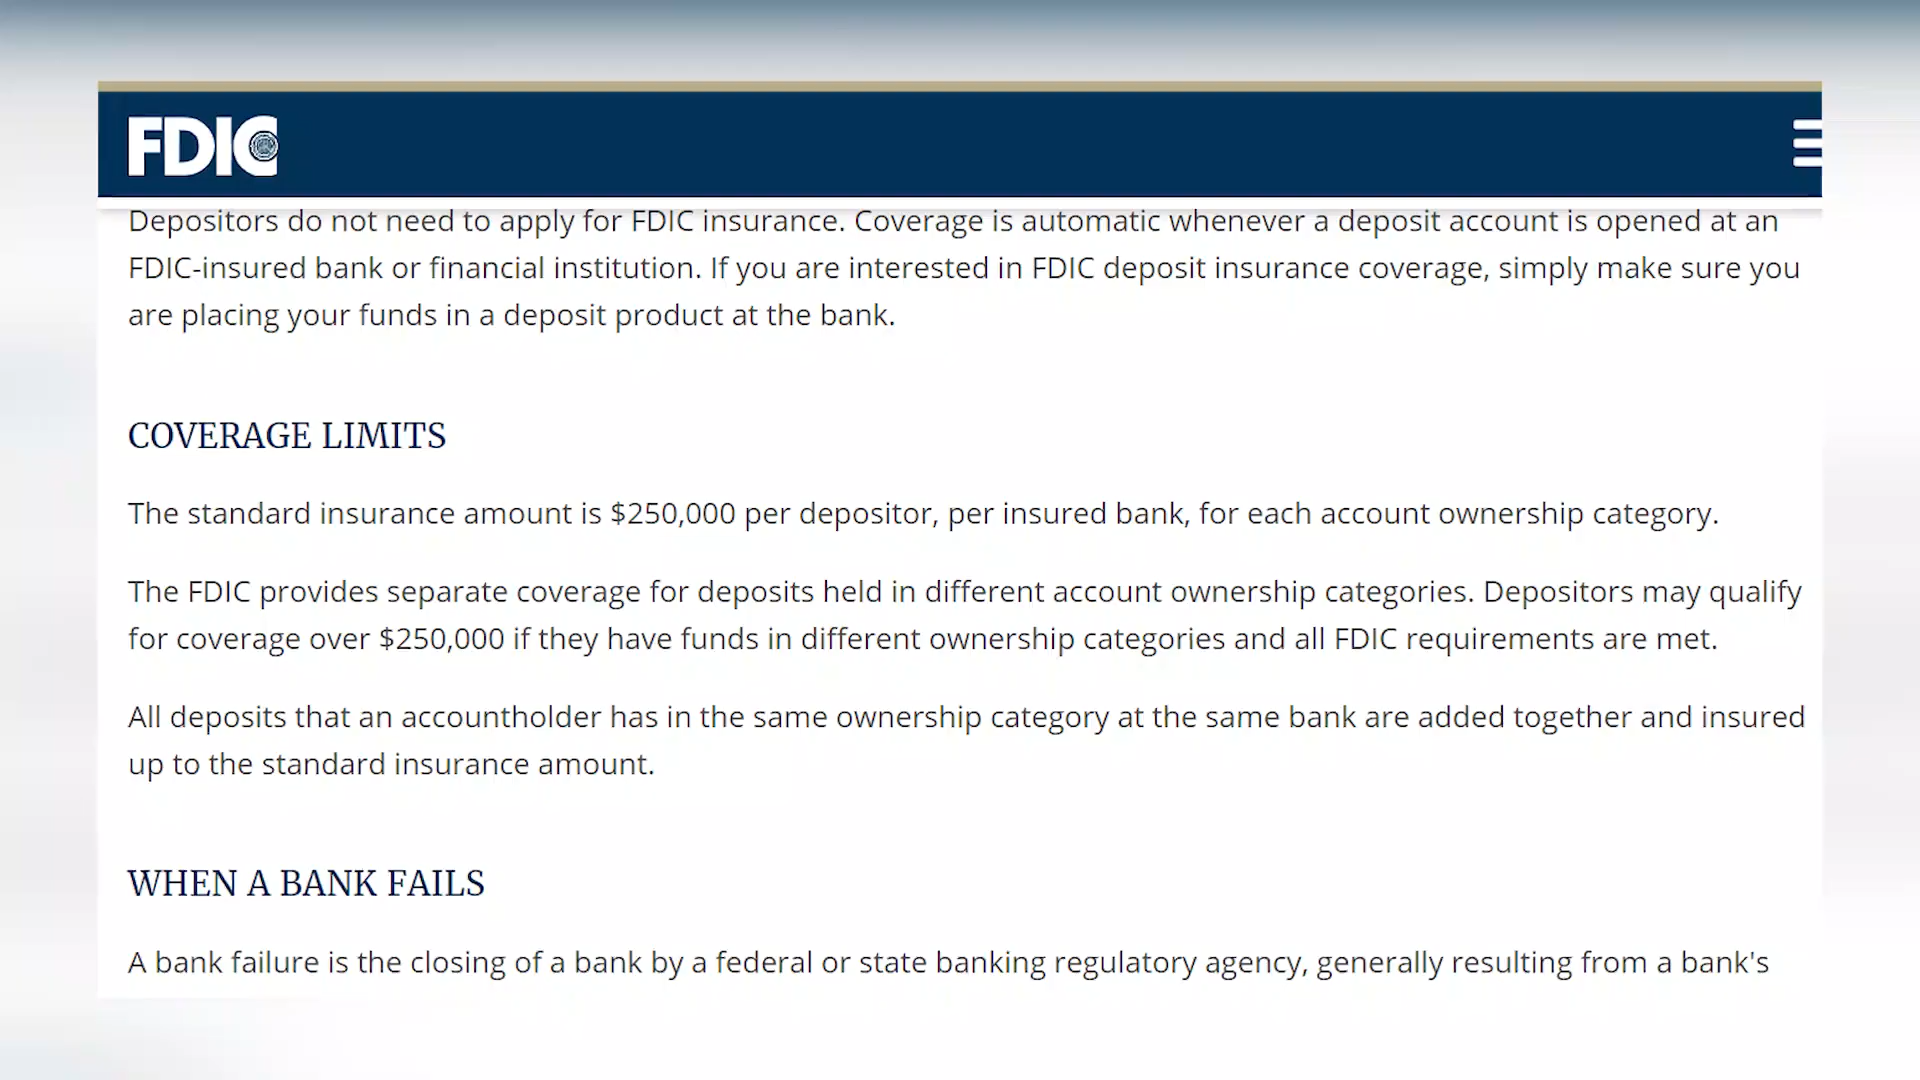 FDIC
Depositors do not need to apply for FDIC insurance. Coverage is automatic whenever a deposit account is opened at an
FDIC-insured bank or financial institution. If you are interested in FDIC deposit insurance coverage, simply make sure you
are placing your funds in a deposit product at the bank.
COVERAGE LIMITS
The standard insurance amount is $250,000 per depositor, per insured bank, for each account ownership category.
The FDIC provides separate coverage for deposits held in different account ownership categories. Depositors may qualify
for coverage over $250,000 if they have funds in different ownership categories and all FDIC requirements are met.
All deposits that an accountholder has in the same ownership category at the same bank are added together and insured
up to the standard insurance amount.
WHEN A BANK FAILS
A bank failure is the closing of a bank by a federal or state banking regulatory agency, generally resulting from a bank's